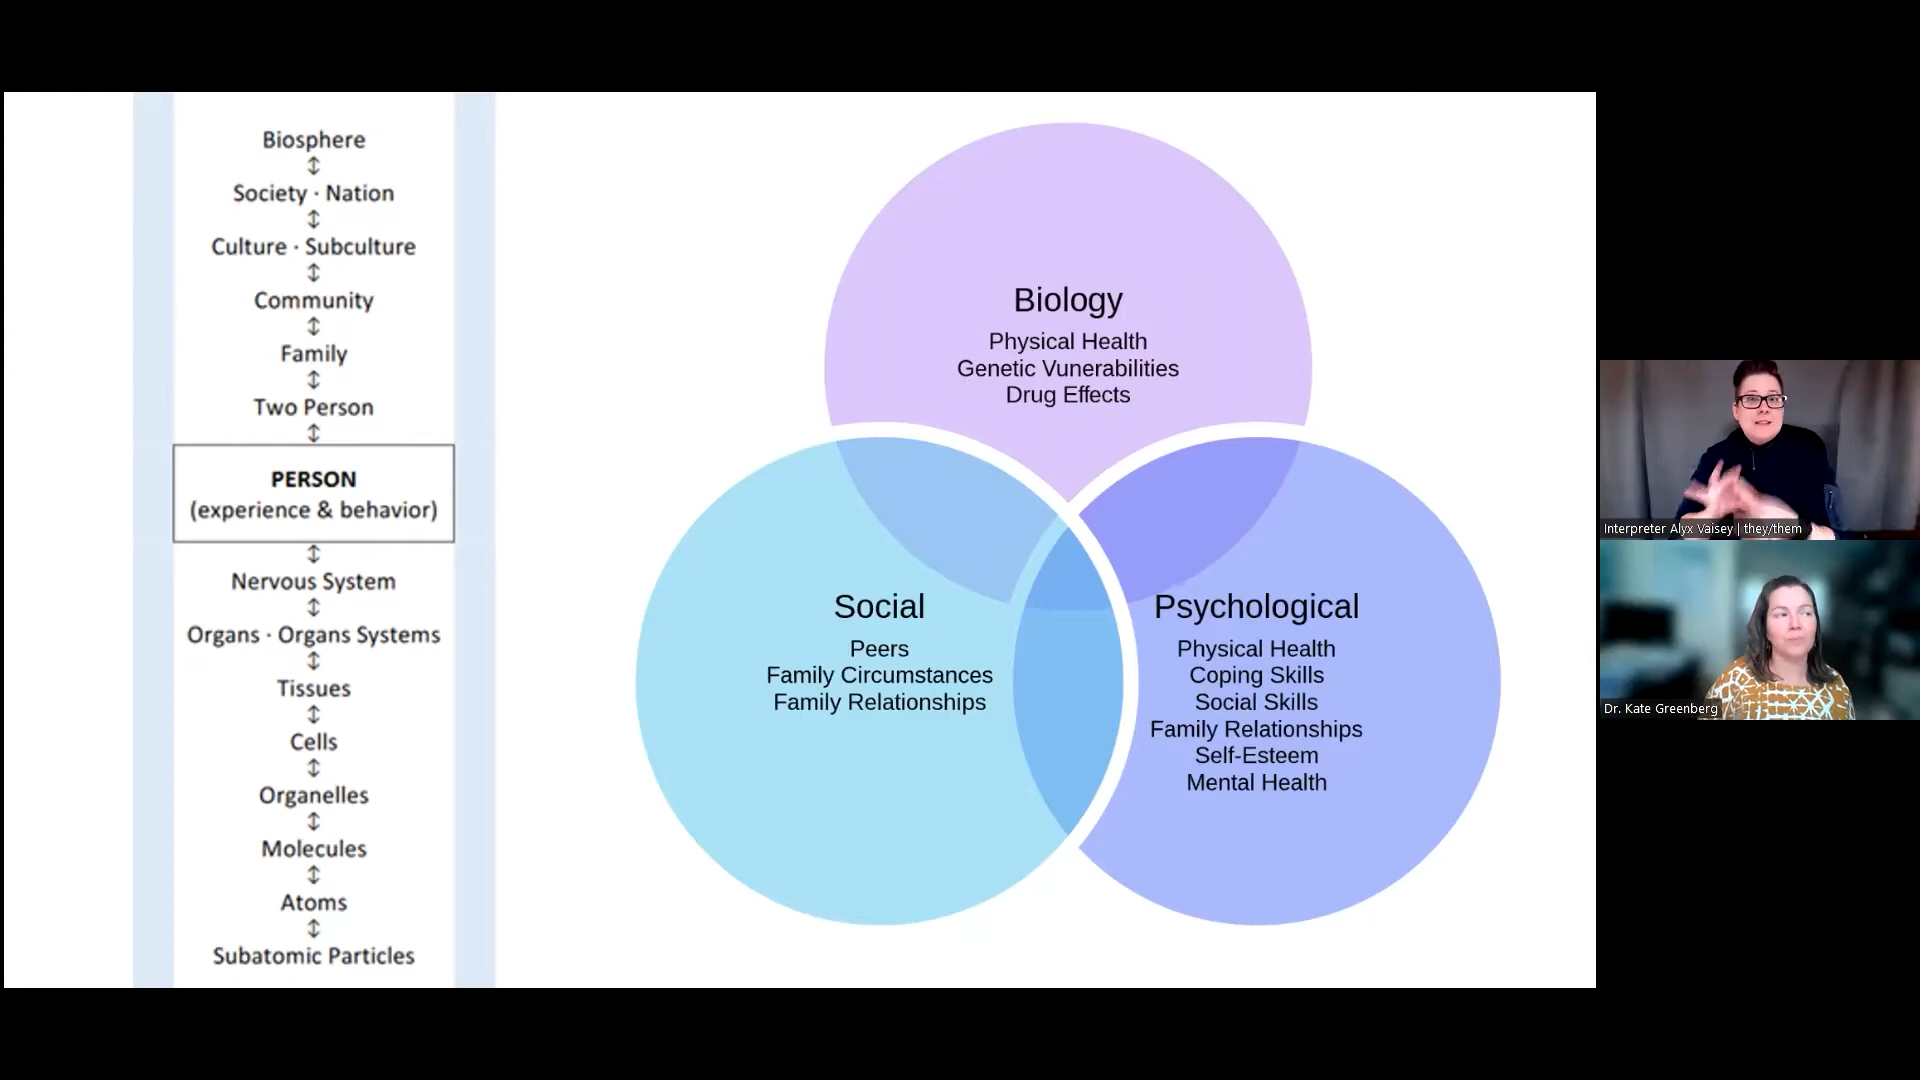 Biosphere
↕
Society · Nation
↕
Culture · Subculture
↕
Community
↕
Family
↕
Two Person
↕
PERSON
(experience & behavior)
↕
Nervous System
↕
Organs · Organs Systems
↕
Tissues
↕
Cells
↕
Organelles
↕
Molecules
↕
Atoms
↕
Subatomic Particles
Biology
Physical Health
Genetic Vunerabilities
Drug Effects
Social
Peers
Family Circumstances
Family Relationships
Psychological
Physical Health
Coping Skills
Social Skills
Family Relationships
Self-Esteem
Mental Health
Interpreter Alyx Vaisey | they/them
Dr. Kate Greenberg